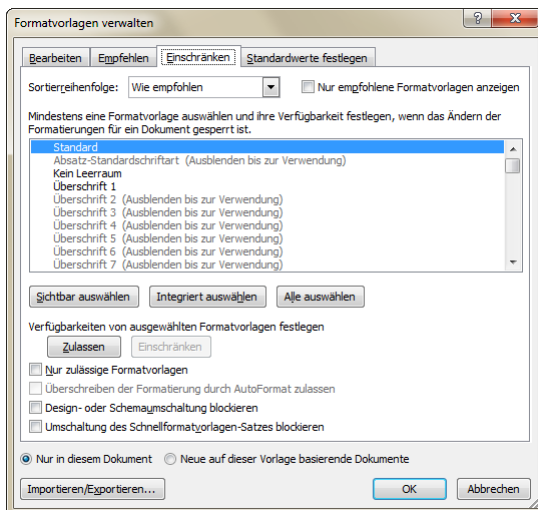 Formatvorlagen verwalten
Bearbeiten Empfehlen Einschränken Standardwerte festlegen
Sortierreihenfolge: Wie empfohlen Nur empfohlene Formatvorlagen anzeigen
Mindestens eine Formatvorlage auswählen und ihre Verfügbarkeit festlegen, wenn das Ändern der
Formatierungen für ein Dokument gesperrt ist.
Standard
Absatz-Standardschriftart (Ausblenden bis zur Verwendung)
Kein Leerraum
Überschrift 1
Überschrift 2 (Ausblenden bis zur Verwendung)
Überschrift 3 (Ausblenden bis zur Verwendung)
Überschrift 4 (Ausblenden bis zur Verwendung)
Überschrift 5 (Ausblenden bis zur Verwendung)
Überschrift 6 (Ausblenden bis zur Verwendung)
Überschrift 7 (Ausblenden bis zur Verwendung)
Sichtbar auswählen Integriert auswählen Alle auswählen
Verfügbarkeiten von ausgewählten Formatvorlagen festlegen
Zulassen Einschränken
Nur zulässige Formatvorlagen
Überschreiben der Formatierung durch AutoFormat zulassen
Design- oder Schemaumschaltung blockieren
Umschaltung des Schnellformatvorlagen-Satzes blockieren
Nur in diesem Dokument Neue auf dieser Vorlage basierende Dokumente
Importieren/Exportieren... OK Abbrechen